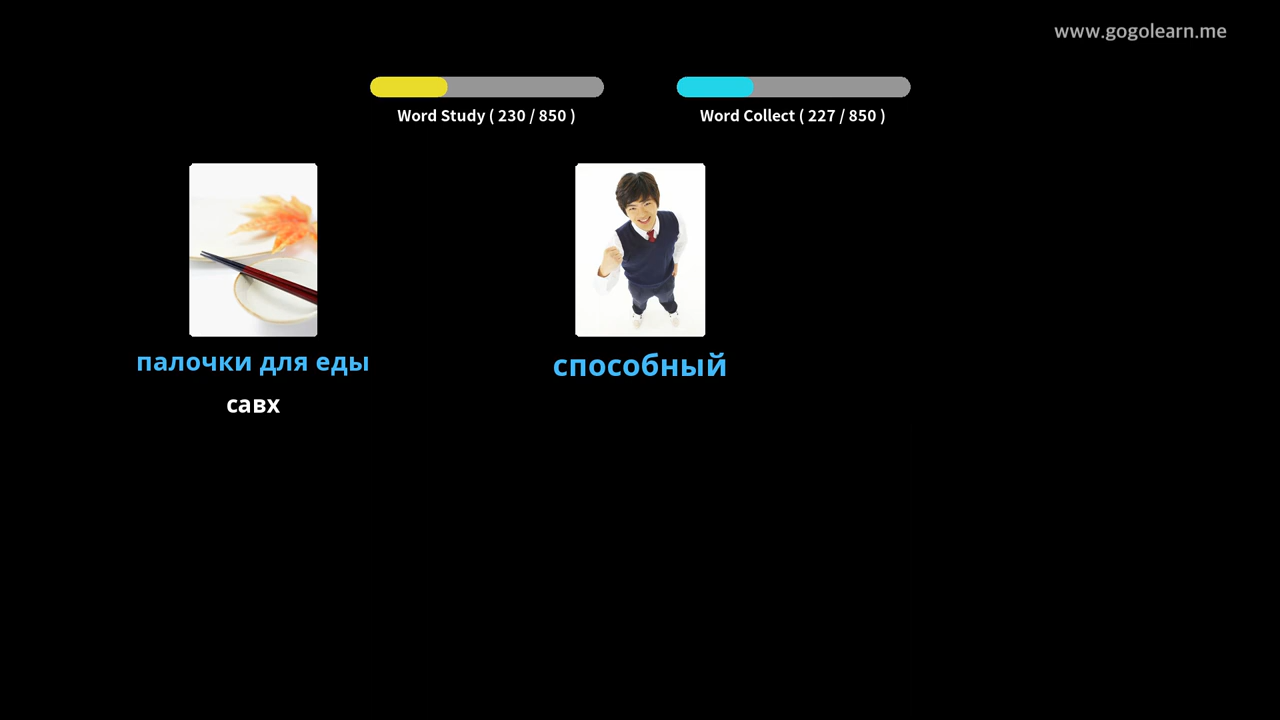 www.gogolearn.me
Word Study ( 230 / 850 )
Word Collect ( 227 / 850 )
палочки для еды
савх
способный